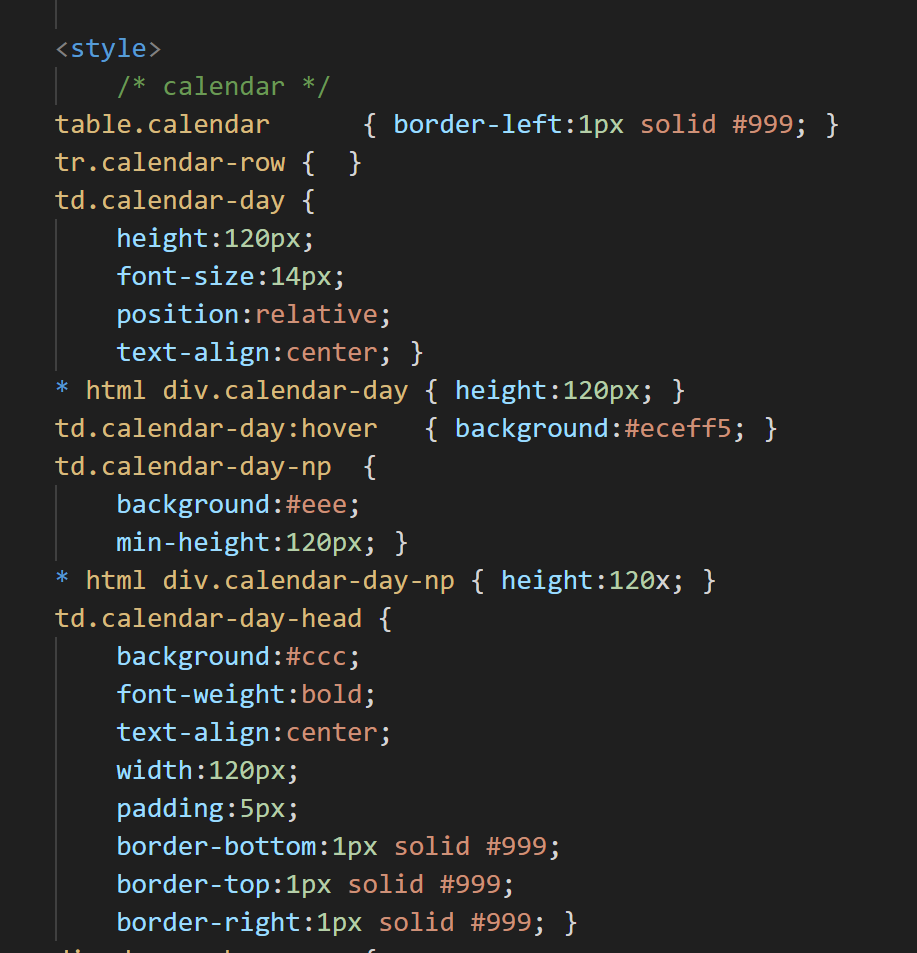 <style>
/* calendar */
table.calendar { border-left:1px solid #999; }
tr.calendar-row { }
td.calendar-day {
height:120px;
font-size:14px;
position:relative;
text-align:center; }
* html div.calendar-day { height:120px; }
td.calendar-day:hover { background:#eceff5; }
td.calendar-day-np {
background:#eee;
min-height:120px; }
* html div.calendar-day-np { height:120x; }
td.calendar-day-head {
background:#ccc;
font-weight:bold;
text-align:center;
width:120px;
padding:5px;
border-bottom:1px solid #999;
border-top:1px solid #999;
border-right:1px solid #999; }